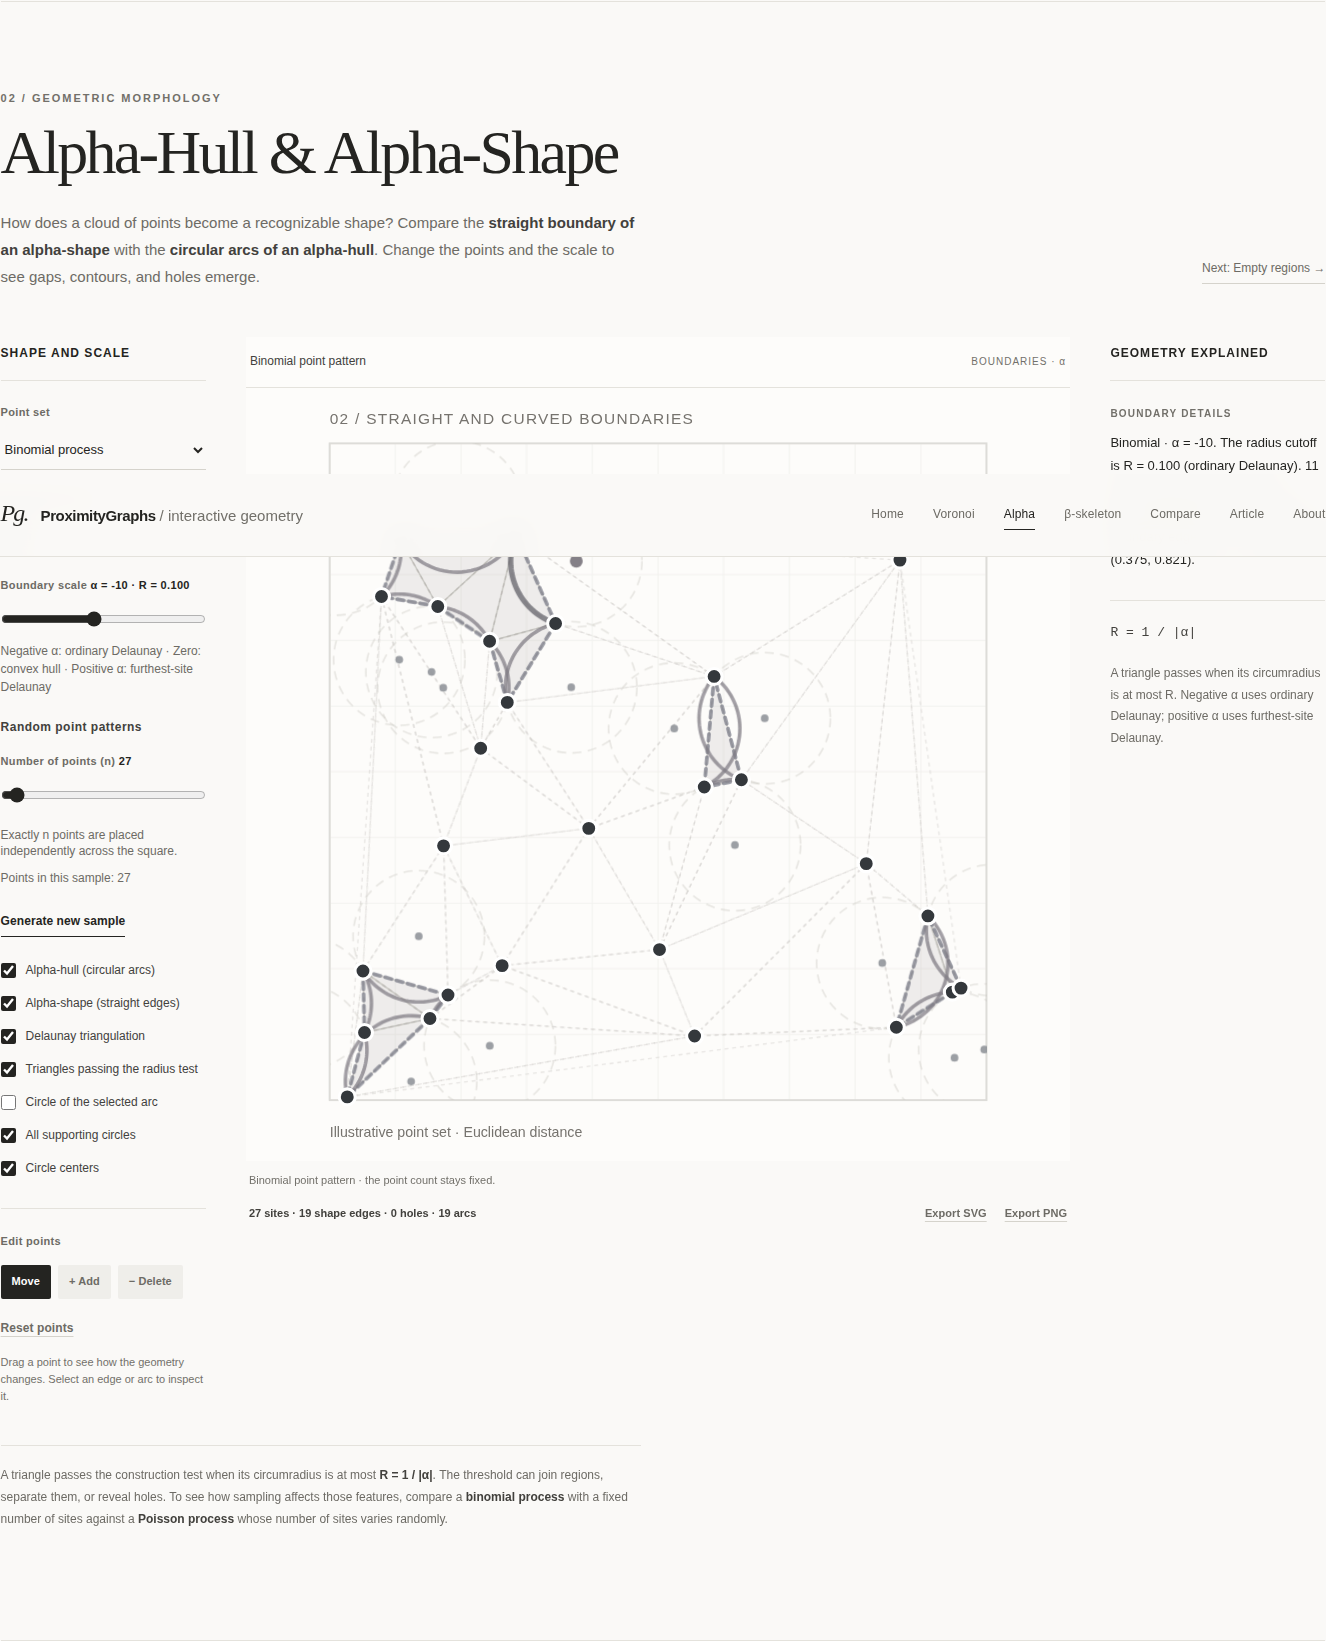 02 / GEOMETRIC MORPHOLOGY
Alpha-Hull & Alpha-Shape
How does a cloud of points become a recognizable shape? Compare the straight boundary of
an alpha-shape with the circular arcs of an alpha-hull. Change the points and the scale to
see gaps, contours, and holes emerge.
Next: Empty regions →
SHAPE AND SCALE
Point set
Binomial process
Binomial point pattern
BOUNDARIES · α
02 / STRAIGHT AND CURVED BOUNDARIES
GEOMETRY EXPLAINED
BOUNDARY DETAILS
Binomial · α = -10. The radius cutoff
is R = 0.100 (ordinary Delaunay). 11
Pg. ProximityGraphs / interactive geometry
Home Voronoi Alpha β-skeleton Compare Article About
(0.375, 0.821).
Boundary scale α = -10 · R = 0.100
Negative α: ordinary Delaunay · Zero:
convex hull · Positive α: furthest-site
Delaunay
Random point patterns
Number of points (n) 27
Exactly n points are placed
independently across the square.
Points in this sample: 27
Generate new sample
Alpha-hull (circular arcs)
Alpha-shape (straight edges)
Delaunay triangulation
Triangles passing the radius test
Circle of the selected arc
All supporting circles
Circle centers
R = 1 / |α|
A triangle passes when its circumradius
is at most R. Negative α uses ordinary
Delaunay; positive α uses furthest-site
Delaunay.
Illustrative point set · Euclidean distance
Binomial point pattern · the point count stays fixed.
27 sites · 19 shape edges · 0 holes · 19 arcs
Export SVG Export PNG
Edit points
Move + Add − Delete
Reset points
Drag a point to see how the geometry
changes. Select an edge or arc to inspect
it.
A triangle passes the construction test when its circumradius is at most R = 1 / |α|. The threshold can join regions,
separate them, or reveal holes. To see how sampling affects those features, compare a binomial process with a fixed
number of sites against a Poisson process whose number of sites varies randomly.